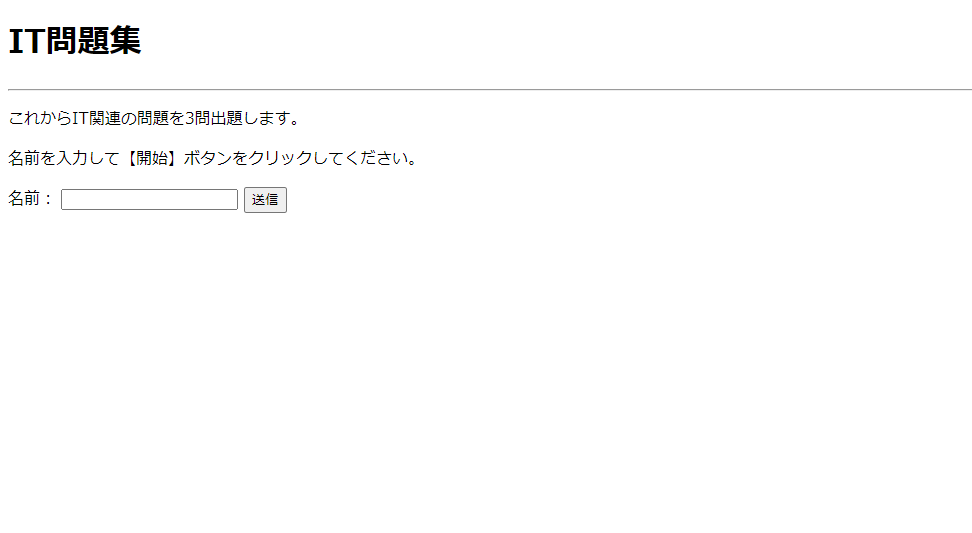 IT問題集
これからIT関連の問題を3問出題します。
名前を入力して【開始】ボタンをクリックしてください。
名前： 送信